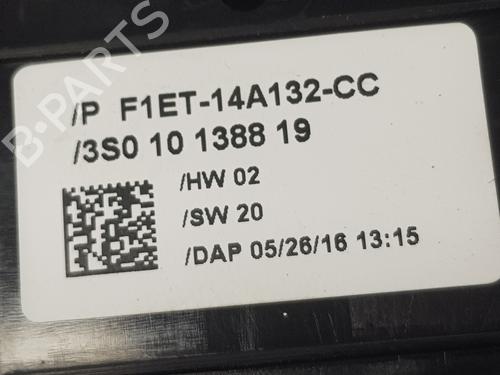 /P F1ET-14A132-CC
/3S0 10 1388 19
/HW 02
/SW 20
/DAP 05/26/16 13:15
B-PARTS